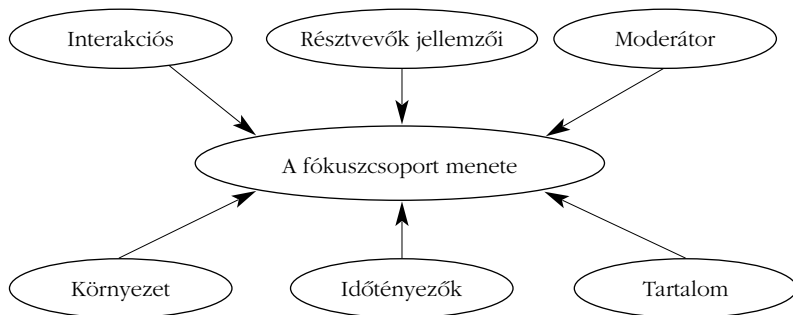 Interakciós
Résztvevők jellemzői
Moderátor
A fókuszcsoport menete
Környezet
Időtényezők
Tartalom